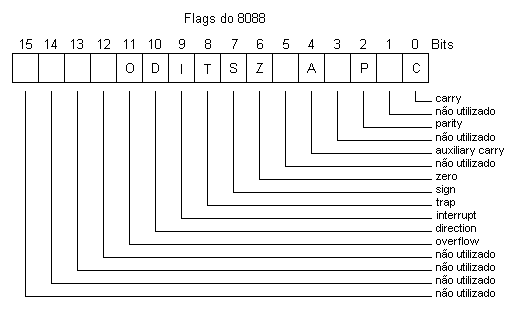 Flags do 8088
15 14 13 12 11 10 9 8 7 6 5 4 3 2 1 0 Bits
O D I T S Z A P C
carry
não utilizado
parity
não utilizado
auxiliary carry
não utilizado
zero
sign
trap
interrupt
direction
overflow
não utilizado
não utilizado
não utilizado
não utilizado